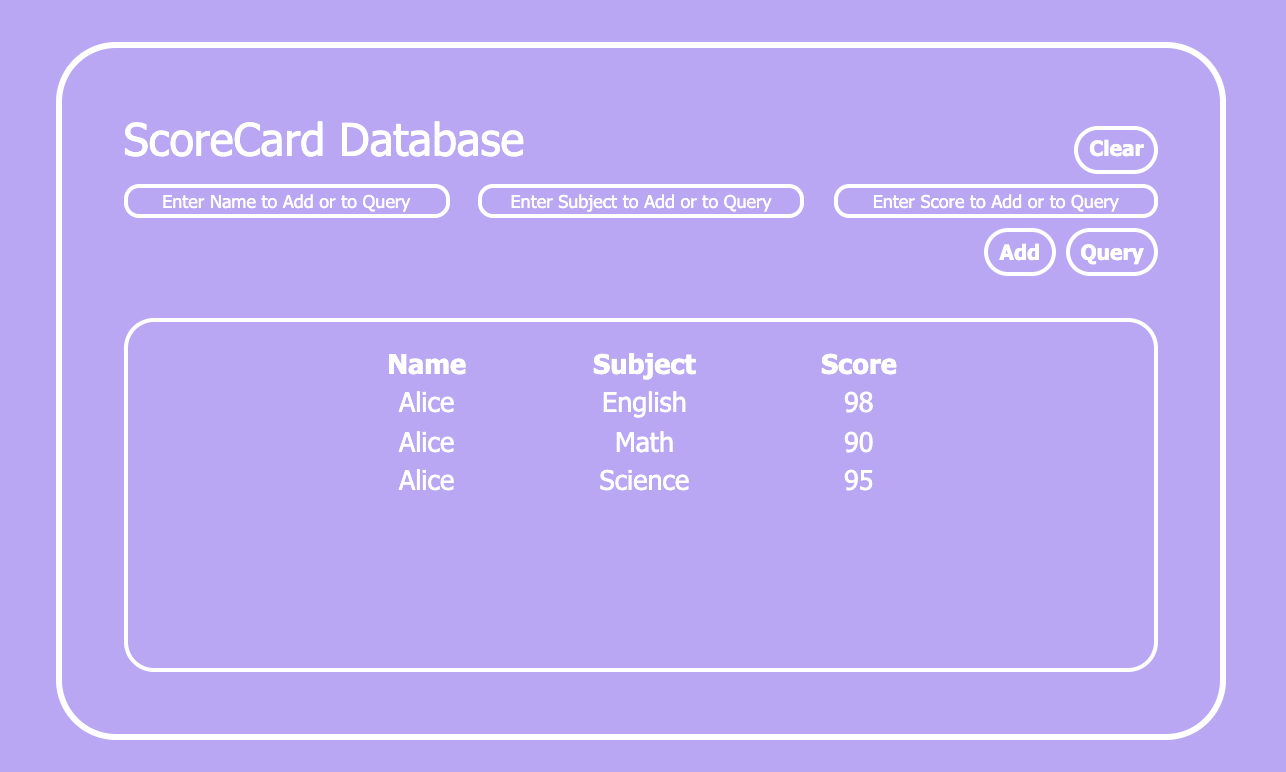 ScoreCard Database
Clear
Enter Name to Add or to Query Enter Subject to Add or to Query Enter Score to Add or to Query
Add Query
Name Subject Score
Alice English 98
Alice Math 90
Alice Science 95